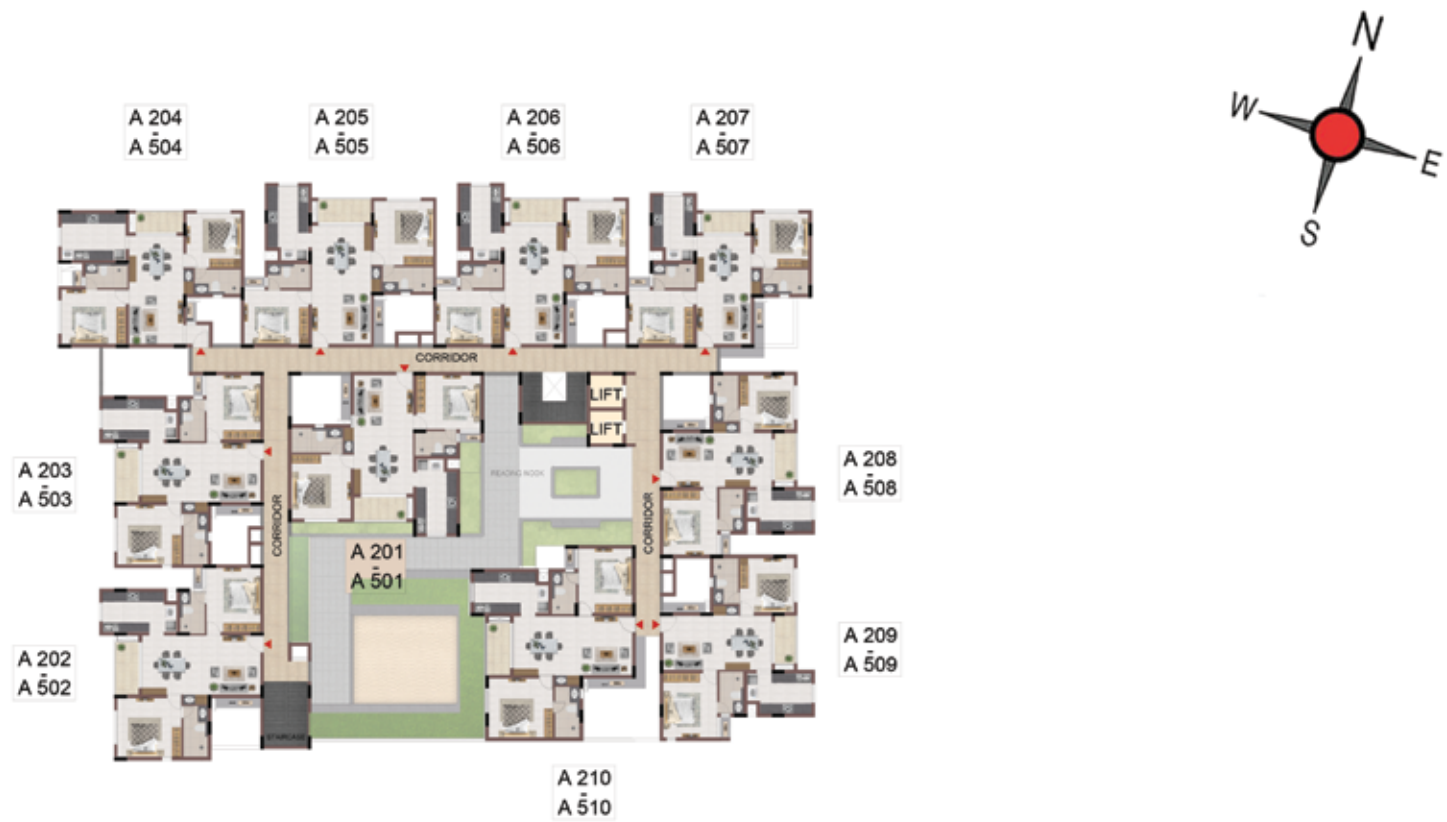 N
W
E
S
A 204
-
A 504
A 205
-
A 505
A 206
-
A 506
A 207
-
A 507
CORRIDOR
LIFT
LIFT
A 203
-
A 503
READING NOOK
A 208
-
A 508
CORRIDOR
CORRIDOR
A 201
-
A 501
A 202
-
A 502
A 209
-
A 509
STAIRCASE
A 210
-
A 510